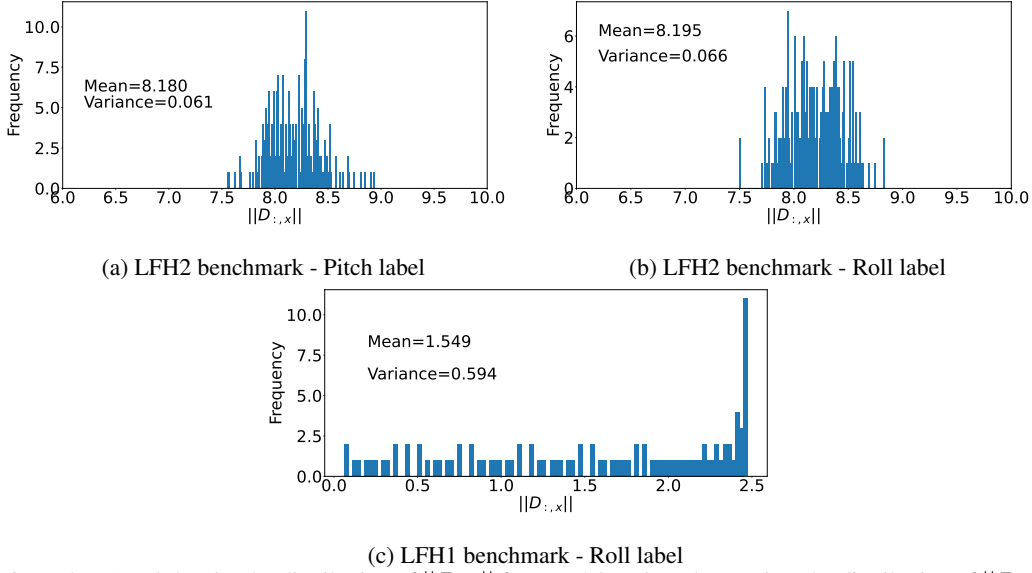 10.0
7.5
5.0
2.5
0.0
Frequency
Mean=8.180
Variance=0.061
6.0 6.5 7.0 7.5 8.0 8.5 9.0 9.5 10.0
||D:,x||
(a) LFH2 benchmark - Pitch label
6
4
2
0
Frequency
Mean=8.195
Variance=0.066
6.0 6.5 7.0 7.5 8.0 8.5 9.0 9.5 10.0
||D:,x||
(b) LFH2 benchmark - Roll label
10.0
7.5
5.0
2.5
0.0
Frequency
Mean=1.549
Variance=0.594
0.0 0.5 1.0 1.5 2.0 2.5
||D:,x||
(c) LFH1 benchmark - Roll label